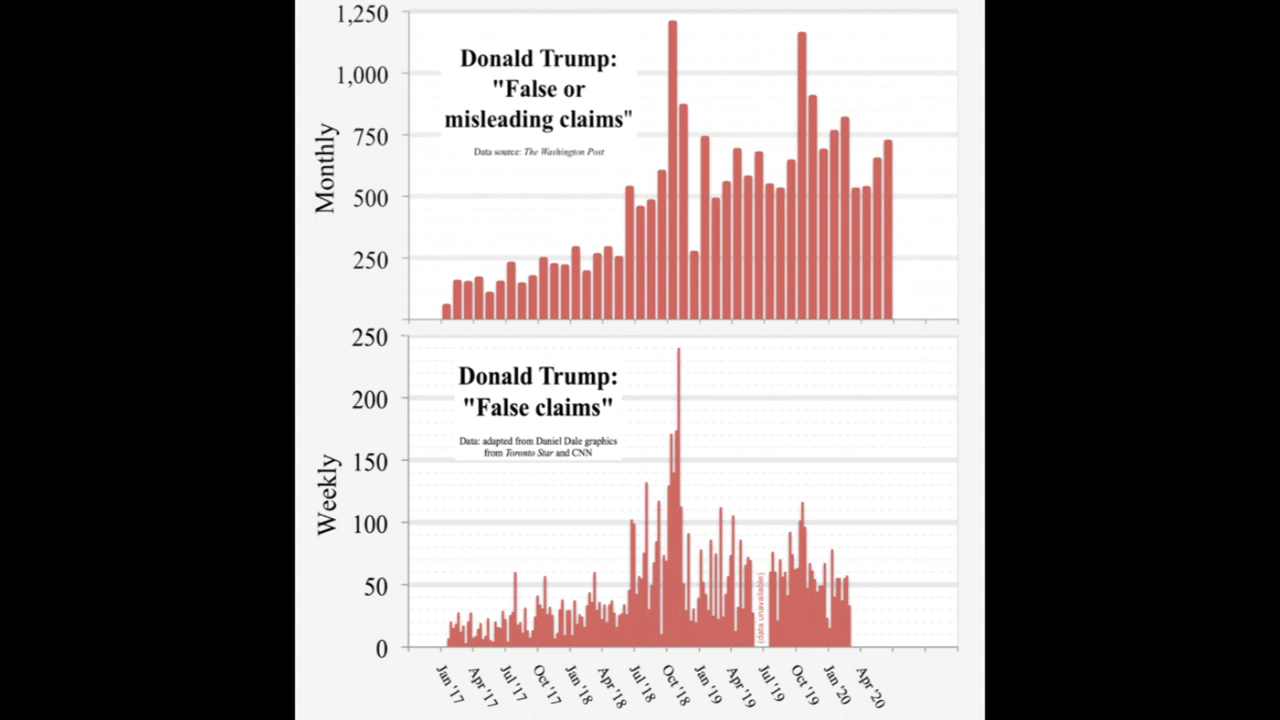 1,250
1,000
750
500
250
Monthly
Donald Trump:
"False or
misleading claims"
Data source: The Washington Post
250
200
150
100
50
0
Weekly
Donald Trump:
"False claims"
Data: adapted from Daniel Dale graphics
from Toronto Star and CNN
(data unavailable)
Jan '17
Apr '17
Jul '17
Oct '17
Jan '18
Apr '18
Jul '18
Oct '18
Jan '19
Apr '19
Jul '19
Oct '19
Jan '20
Apr '20